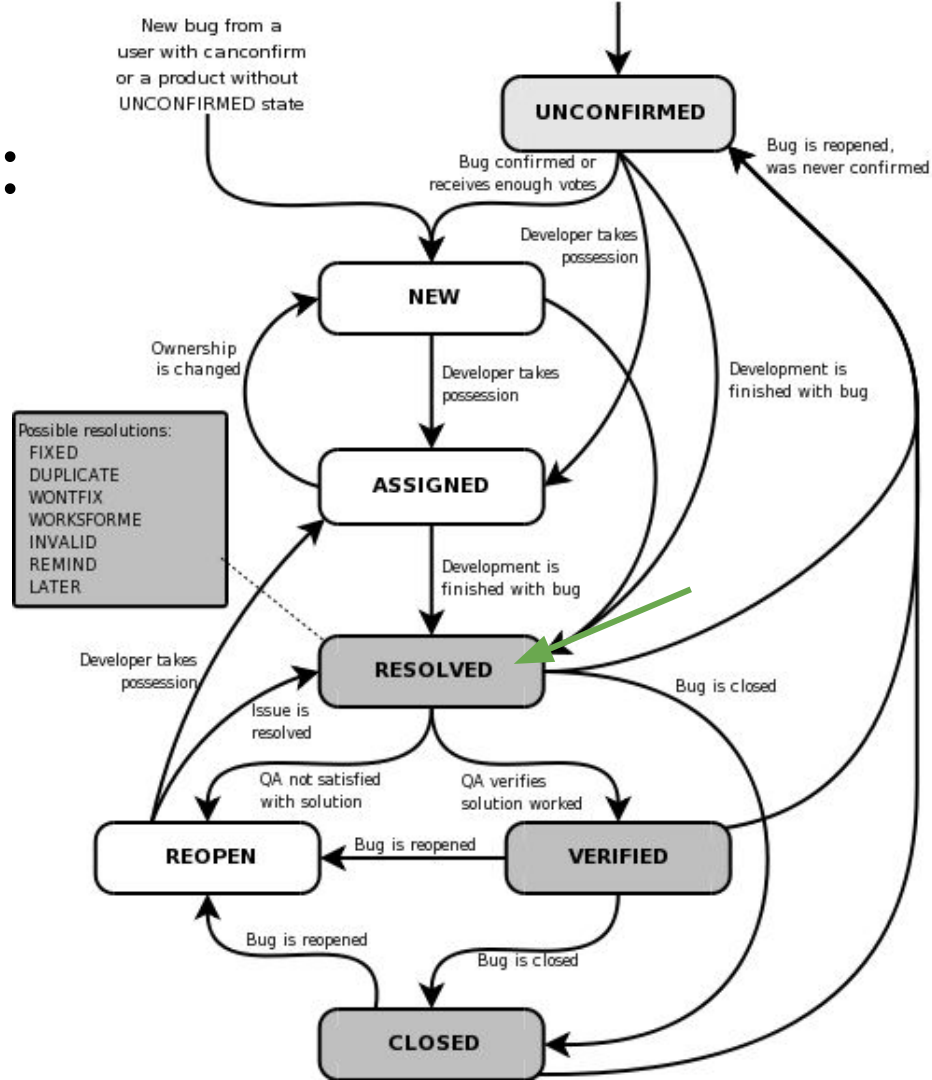 New bug from a
user with canconfirm
or a product without
UNCONFIRMED state
UNCONFIRMED
Bug is reopened,
was never confirmed
Bug confirmed or
receives enough votes
Developer takes
possession
NEW
Ownership
is changed
Developer takes
possession
Development is
finished with bug
Possible resolutions:
FIXED
DUPLICATE
WONTFIX
WORKSFORME
INVALID
REMIND
LATER
ASSIGNED
Development is
finished with bug
RESOLVED
Developer takes
possession
Issue is
resolved
Bug is closed
QA not satisfied
with solution
QA verifies
solution worked
REOPEN
Bug is reopened
VERIFIED
Bug is reopened
Bug is closed
CLOSED